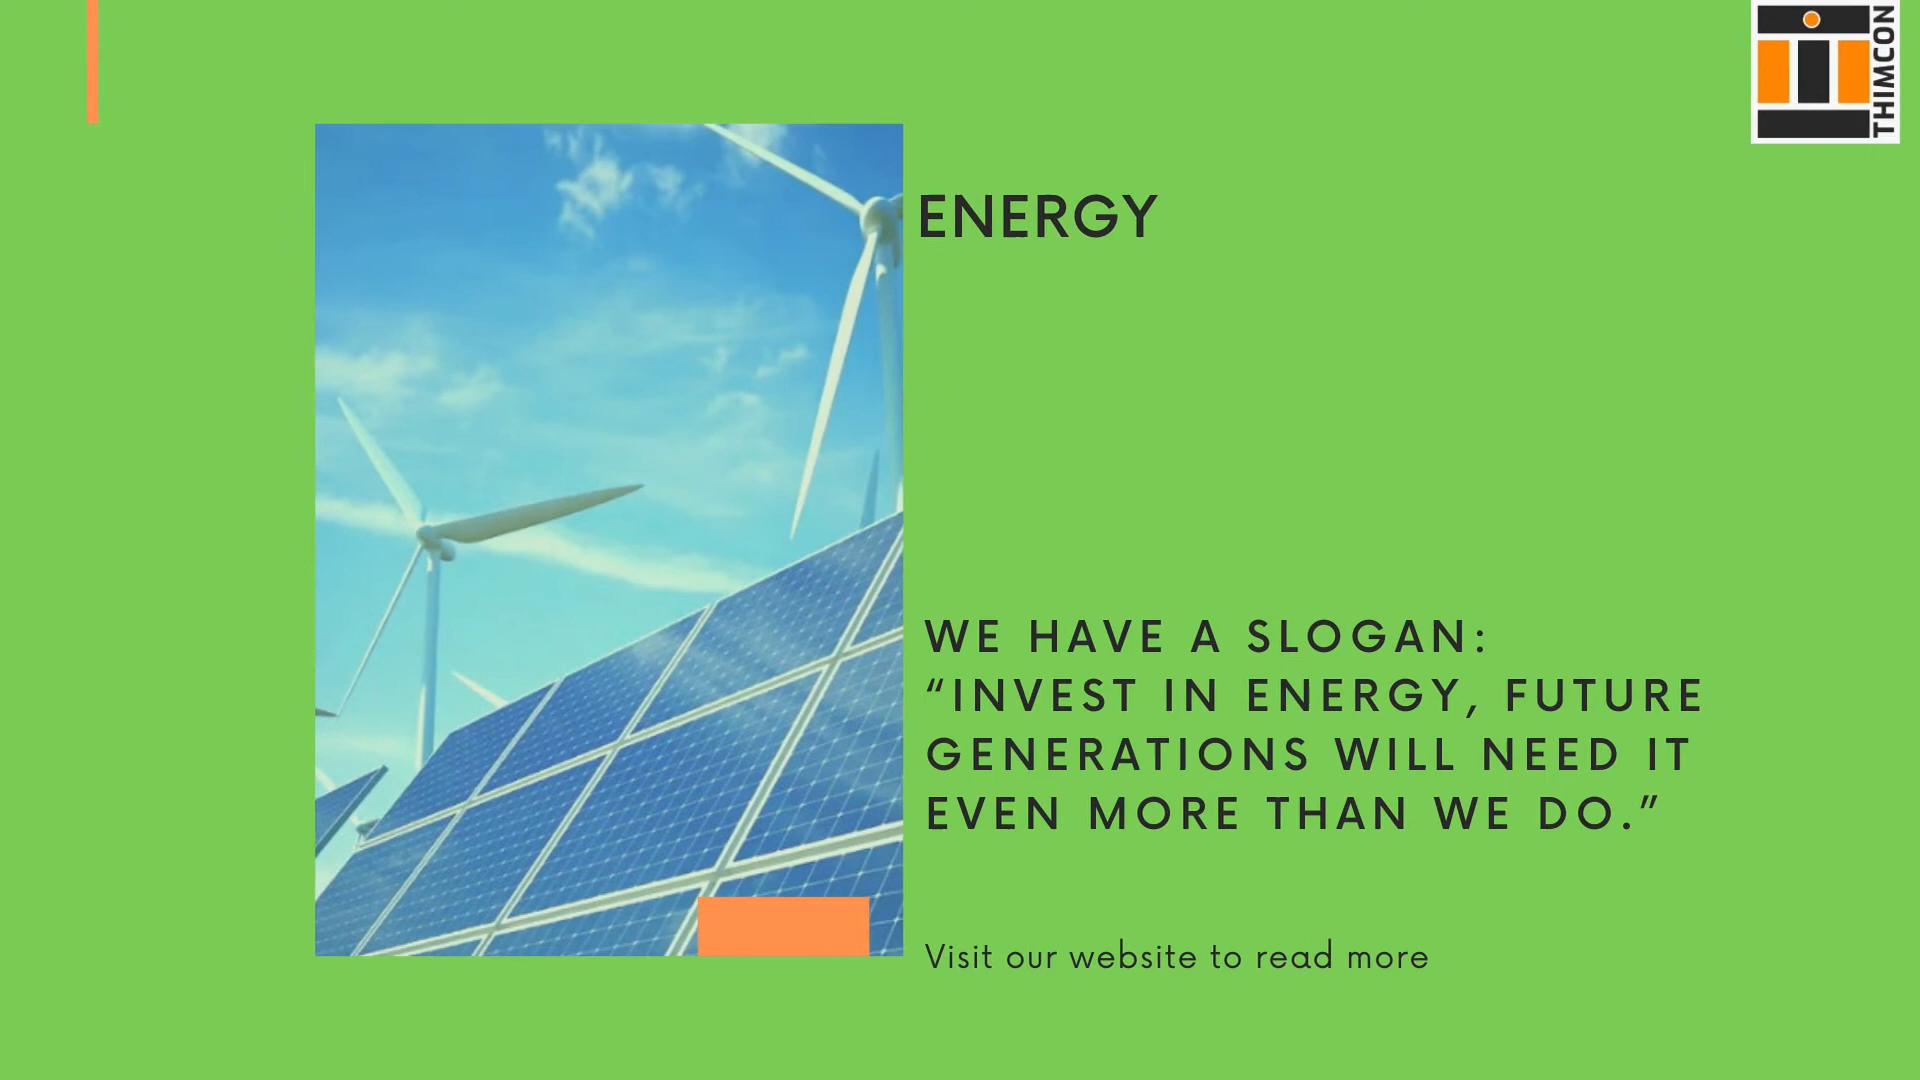 THIMCON
ENERGY
WE HAVE A SLOGAN:
“INVEST IN ENERGY, FUTURE
GENERATIONS WILL NEED IT
EVEN MORE THAN WE DO.”
Visit our website to read more